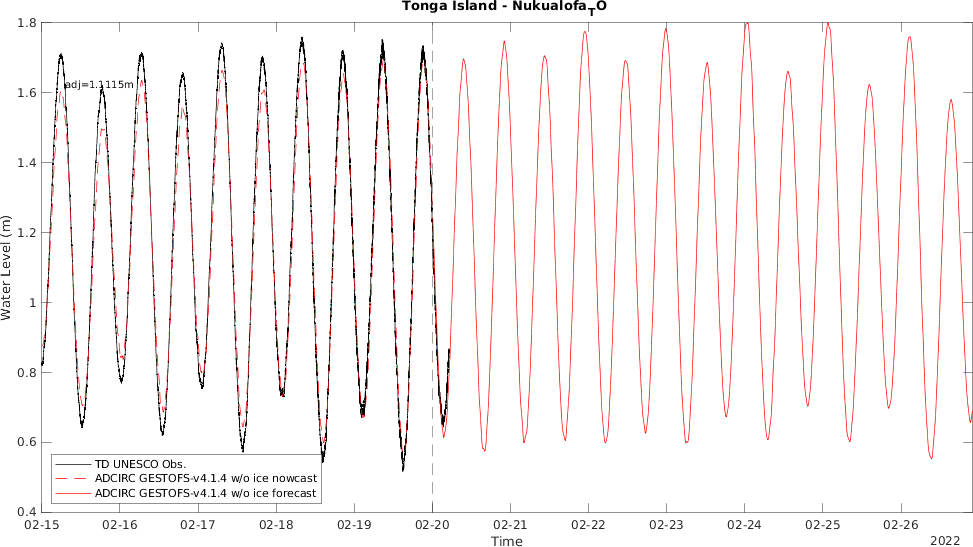 Tonga Island - Nukualofa_TO
1.8
1.6
1.4
1.2
1
0.8
0.6
0.4
Water Level (m)
adj=1.1115m
TD UNESCO Obs.
ADCIRC GESTOFS-v4.1.4 w/o ice nowcast
ADCIRC GESTOFS-v4.1.4 w/o ice forecast
02-15 02-16 02-17 02-18 02-19 02-20 02-21 02-22 02-23 02-24 02-25 02-26
Time
2022